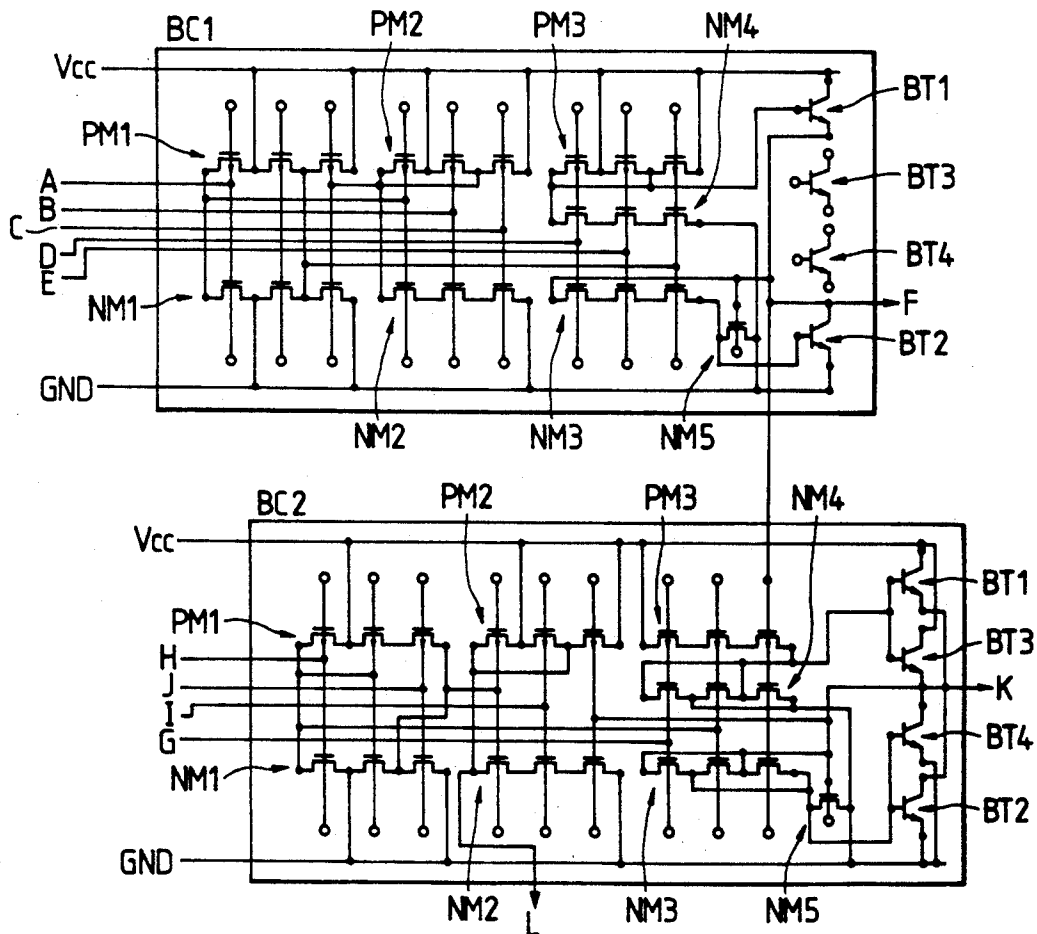 BC1 PM2 PM3 NM4
Vcc
BT1
PM1
A
BT3
B
C
D
BT4
E
NM1
F
BT2
GND
NM2 NM3 NM5
BC2 PM2 PM3 NM4
Vcc
BT1
PM1
H
BT3
J
K
I
G
BT4
NM1
BT2
GND
NM2 NM3 NM5
L